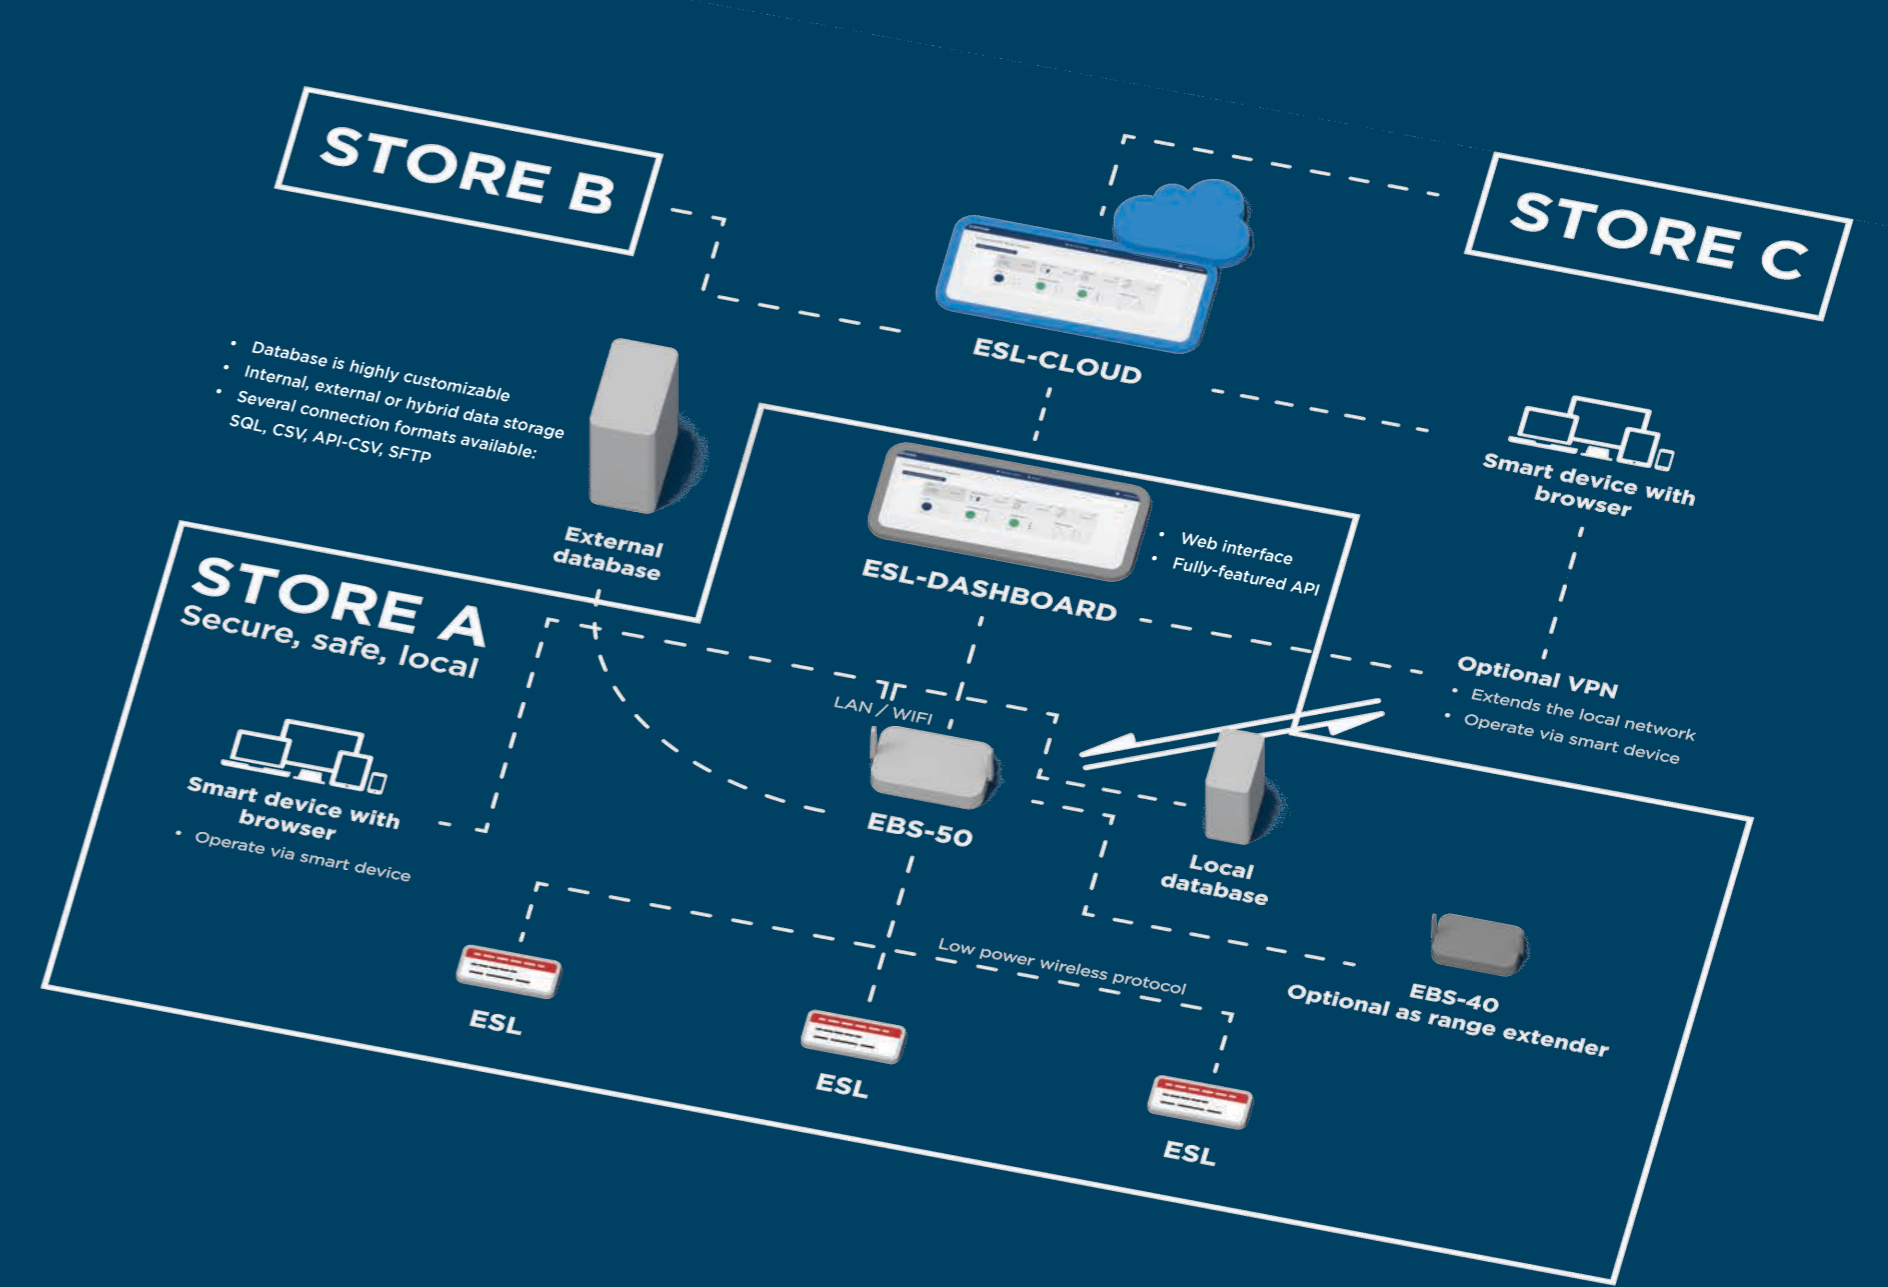 STORE B
STORE C
ESL-CLOUD
• Database is highly customizable
• Internal, external or hybrid data storage
• Several connection formats available:
SQL, CSV, API-CSV, SFTP
External
database
Smart device with
browser
ESL-DASHBOARD
• Web interface
• Fully-featured API
STORE A
Secure, safe, local
Optional VPN
• Extends the local network
• Operate via smart device
LAN / WIFI
Smart device with
browser
• Operate via smart device
EBS-50
Local
database
Low power wireless protocol
EBS-40
Optional as range extender
ESL
ESL
ESL